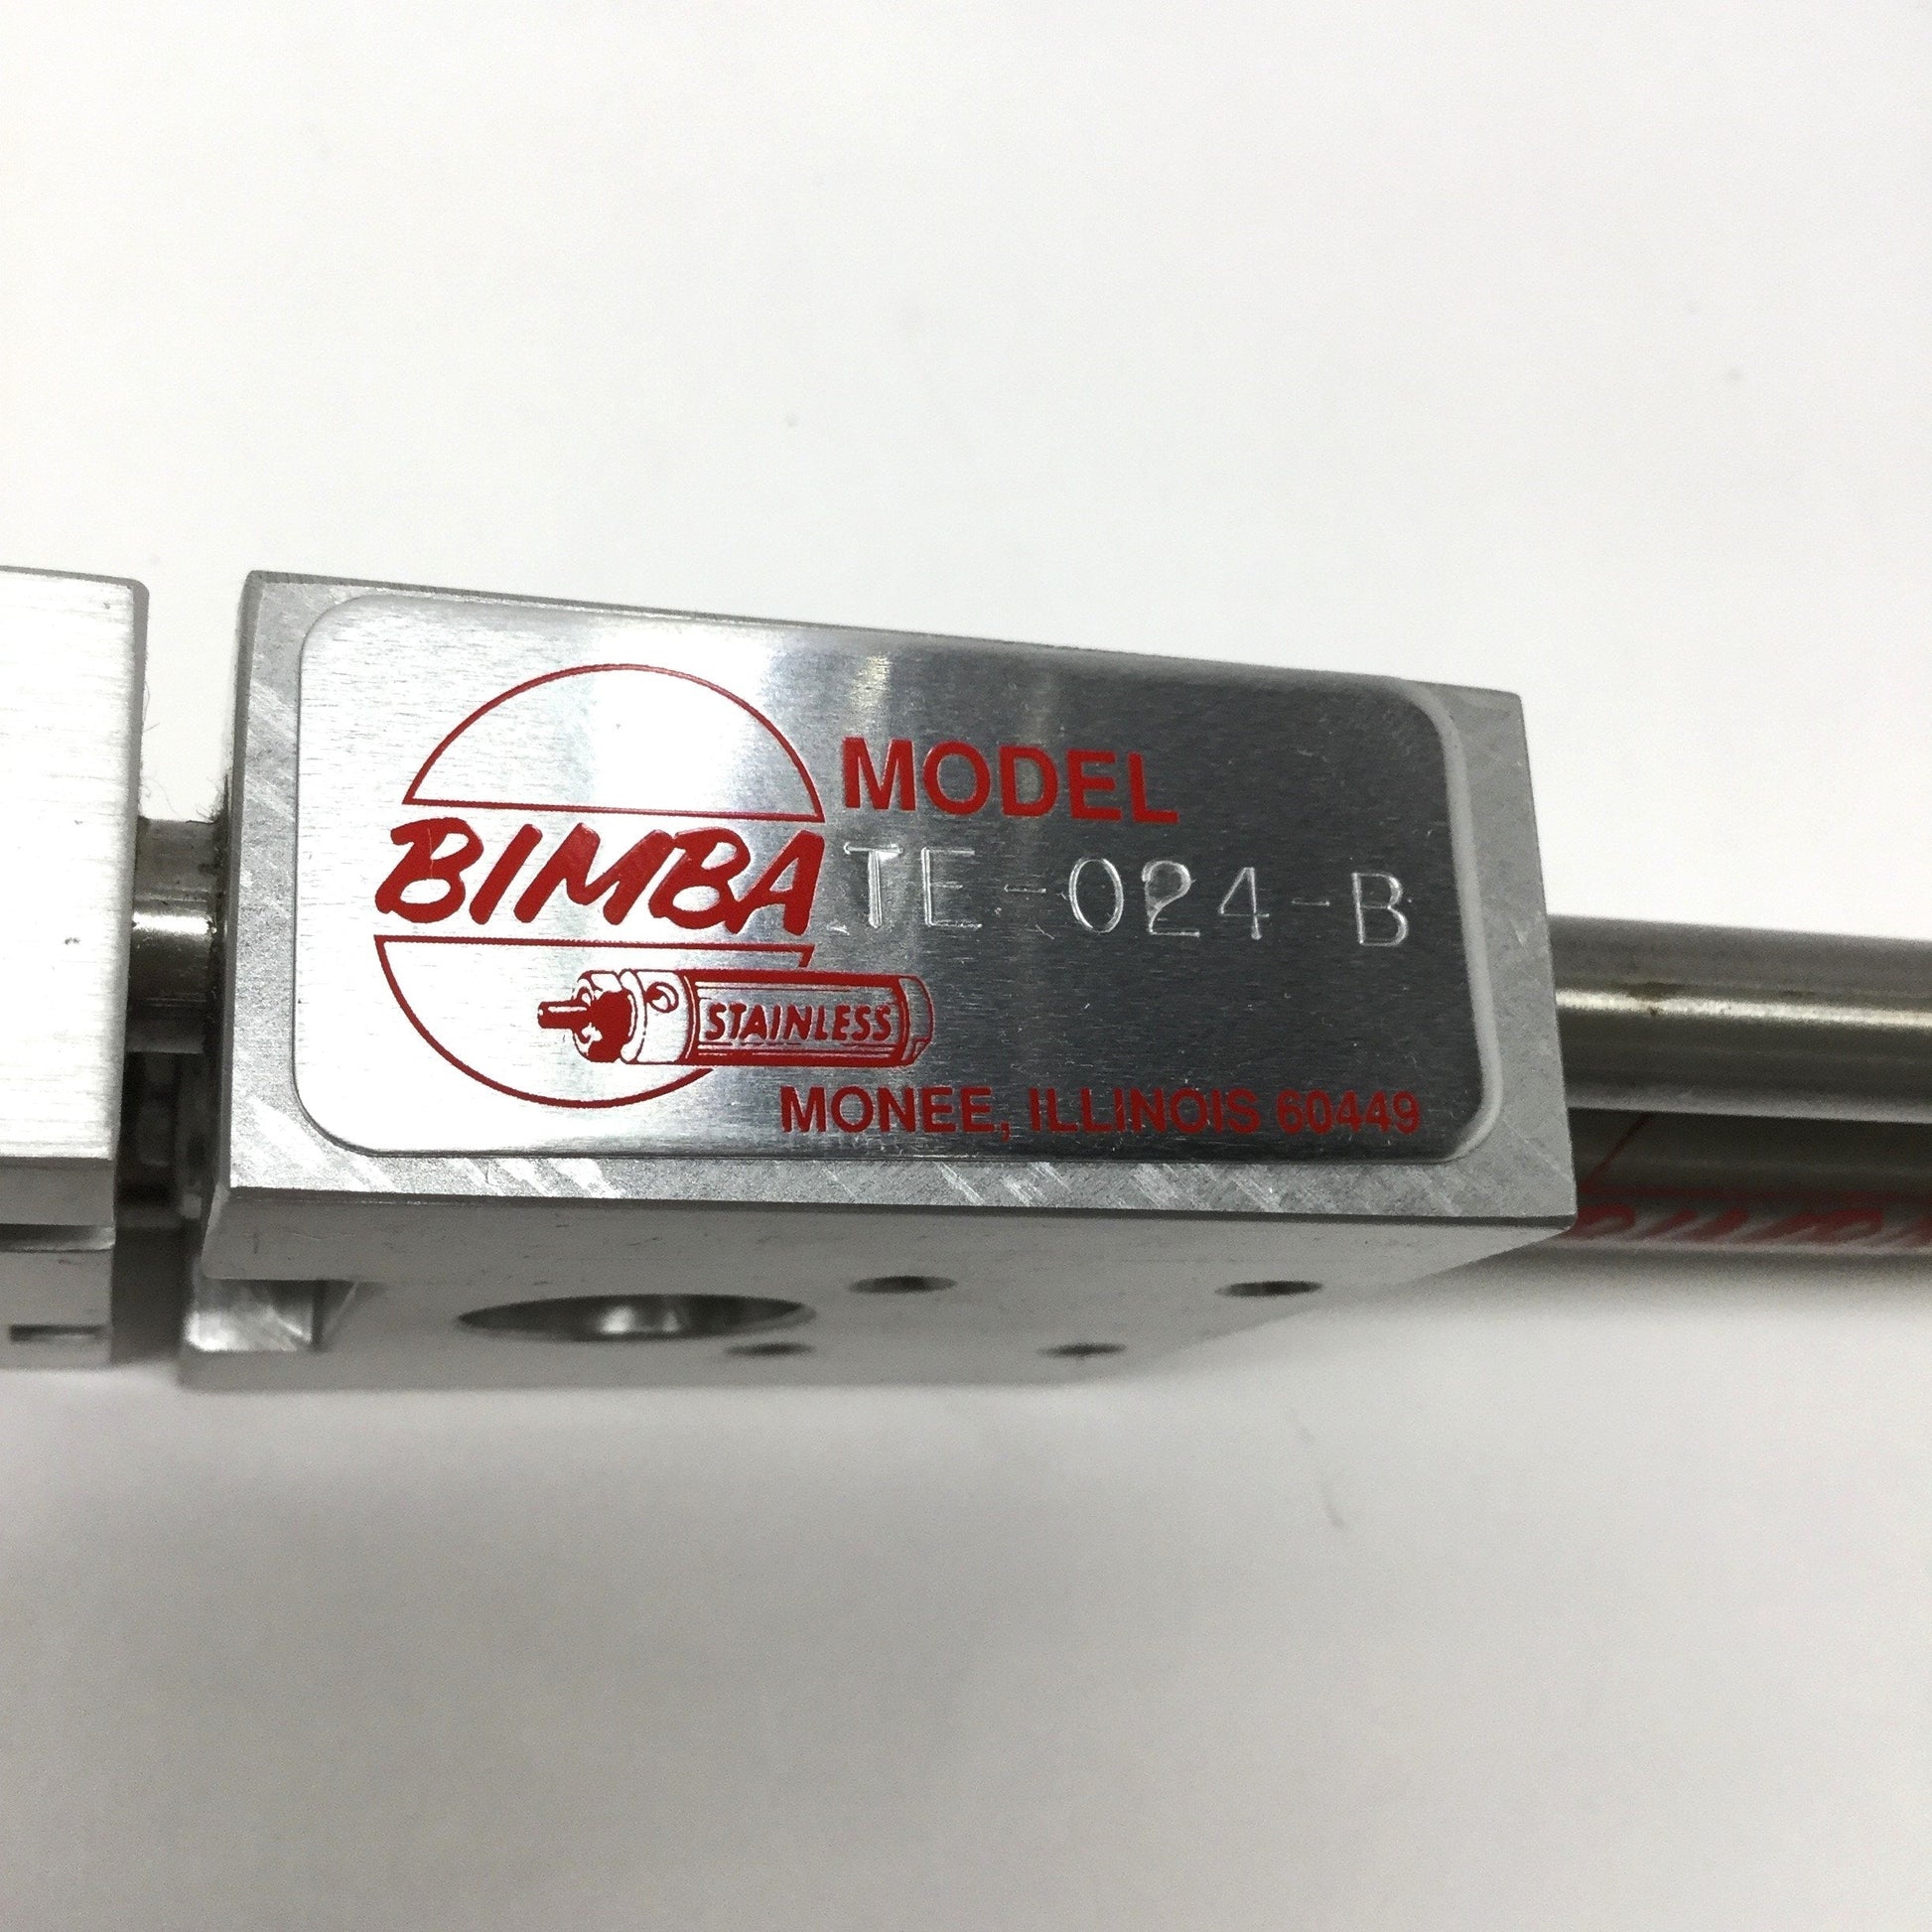 BIMBA
MODEL
TE-024-B
STAINLESS
MONEE, ILLINOIS 60449